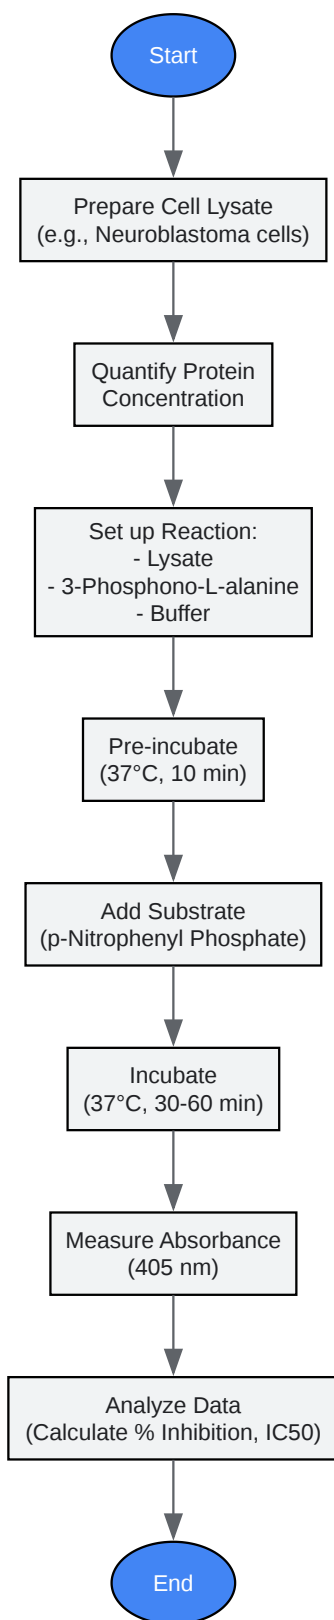 Start
Prepare Cell Lysate
(e.g., Neuroblastoma cells)
Quantify Protein
Concentration
Set up Reaction:
- Lysate
- 3-Phosphono-L-alanine
- Buffer
Pre-incubate
(37°C, 10 min)
Add Substrate
(p-Nitrophenyl Phosphate)
Incubate
(37°C, 30-60 min)
Measure Absorbance
(405 nm)
Analyze Data
(Calculate % Inhibition, IC50)
End